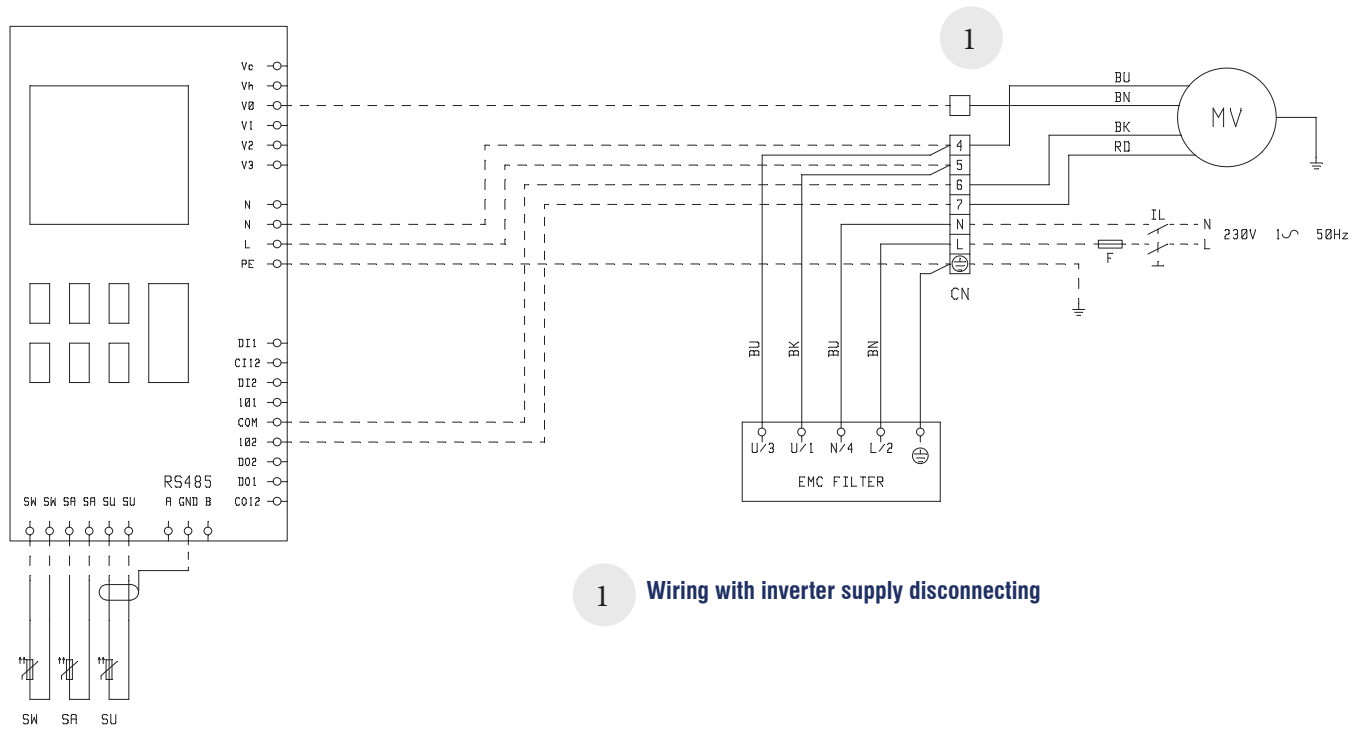 1
Vc
Vh
V0
V1
V2
V3
N
N
L
PE
DI1
CI12
DI2
I01
COM
I02
DO2
DO1
CO12
RS485
SW SW SA SA SU SU A GND B
SW SA SU
BU
BN
BK
RD
MV
4
5
6
7
N
L
CN
IL
F
N
L
230V 1 50Hz
BU BK BU BN
U/3 U/1 N/4 L/2
EMC FILTER
1 Wiring with inverter supply disconnecting